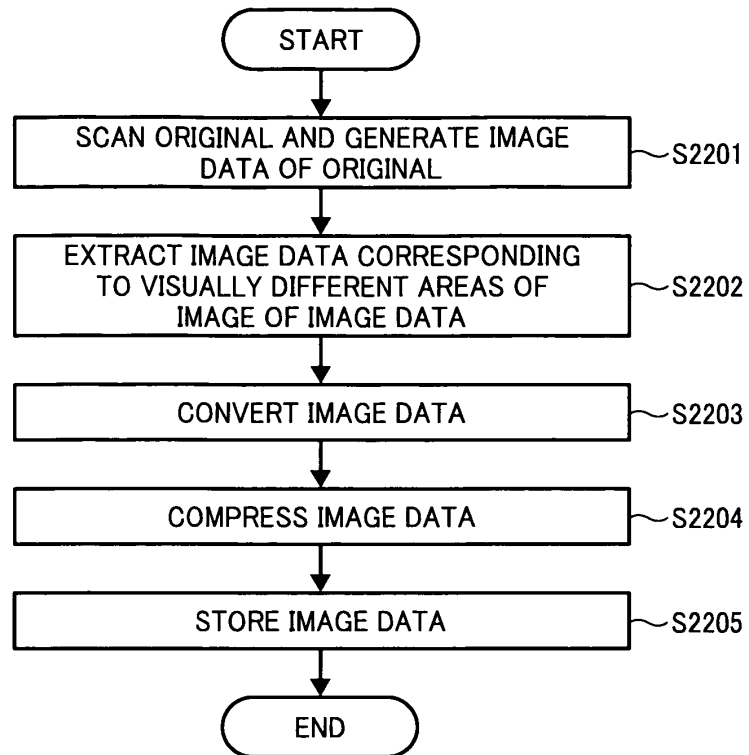 START
SCAN ORIGINAL AND GENERATE IMAGE
DATA OF ORIGINAL
S2201
EXTRACT IMAGE DATA CORRESPONDING
TO VISUALLY DIFFERENT AREAS OF
IMAGE OF IMAGE DATA
S2202
CONVERT IMAGE DATA
S2203
COMPRESS IMAGE DATA
S2204
STORE IMAGE DATA
S2205
END